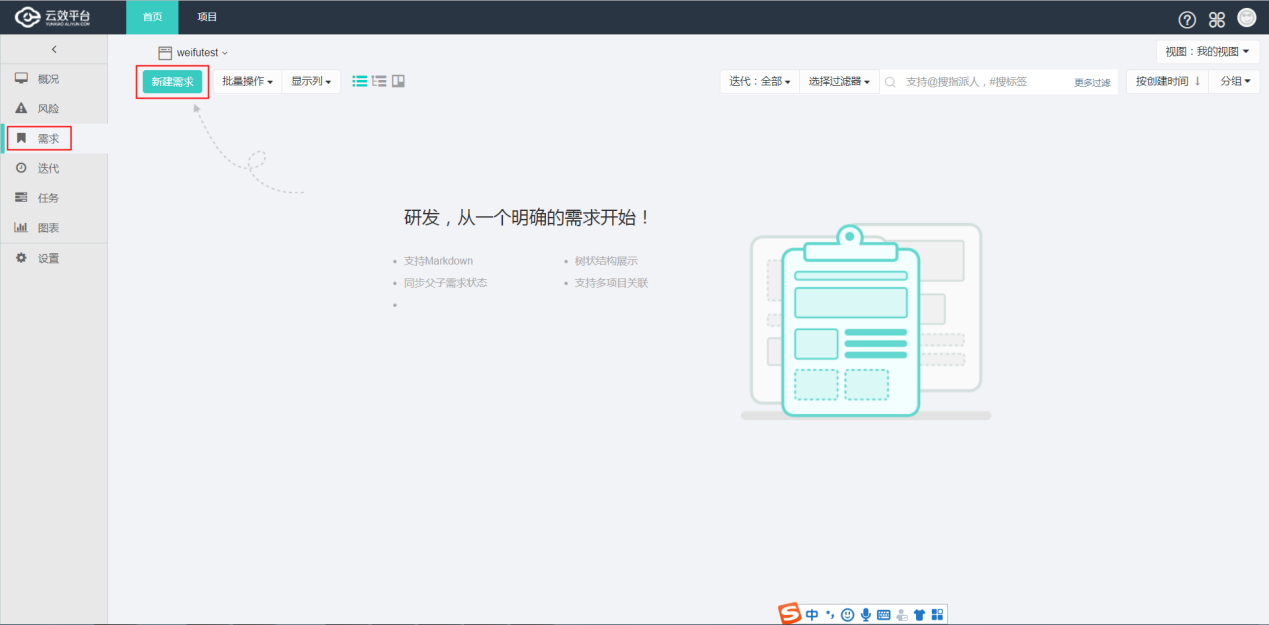 云效平台 首页 项目
YUNXIAO.ALIYUN.COM
weifutest
视图：我的视图
新建需求 批量操作 显示列 迭代：全部 选择过滤器 支持@搜指派人，#搜标签 更多过滤 按创建时间 ↓ 分组
概况
风险
需求
迭代
任务
图表
设置
研发，从一个明确的需求开始！
支持Markdown 树状结构展示
同步父子需求状态 支持多项目关联
S 中